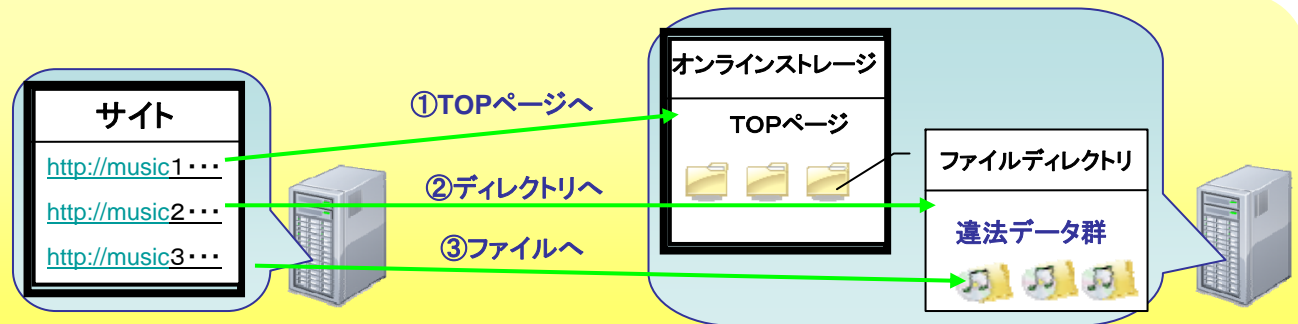 サイト
http://music1・・・
http://music2・・・
http://music3・・・
①TOPページへ
②ディレクトリへ
③ファイルへ
オンラインストレージ
TOPページ
ファイルディレクトリ
違法データ群